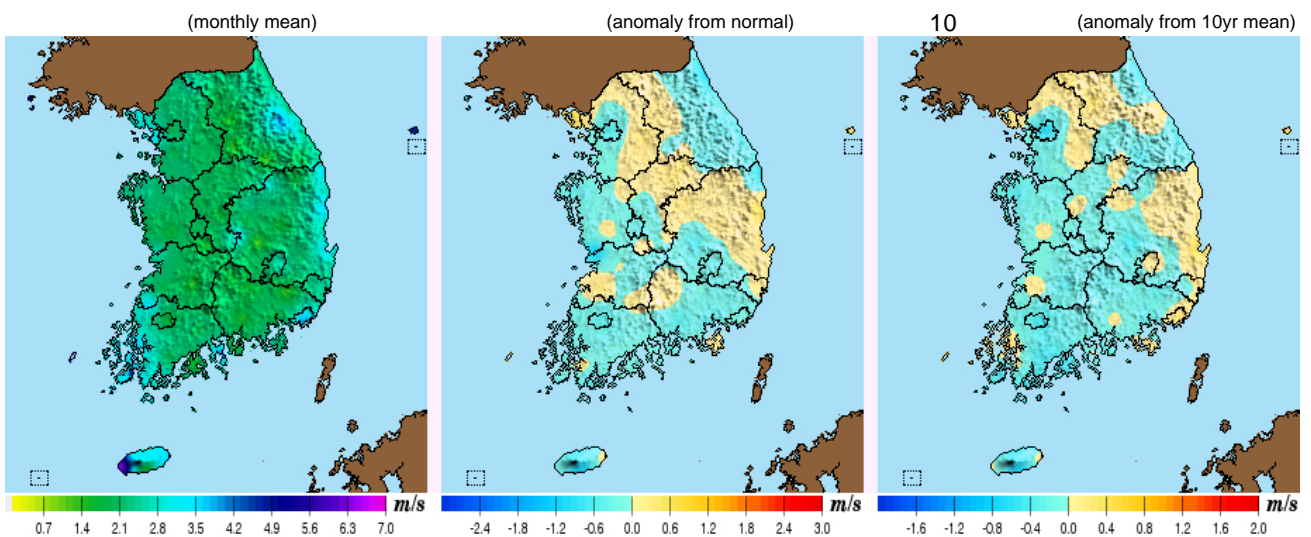 (monthly mean)
(anomaly from normal)
10 (anomaly from 10yr mean)
0.7 1.4 2.1 2.8 3.5 4.2 4.9 5.6 6.3 7.0 m/s
-2.4 -1.8 -1.2 -0.6 0.0 0.6 1.2 1.8 2.4 3.0 m/s
-1.6 -1.2 -0.8 -0.4 0.0 0.4 0.8 1.2 1.6 2.0 m/s